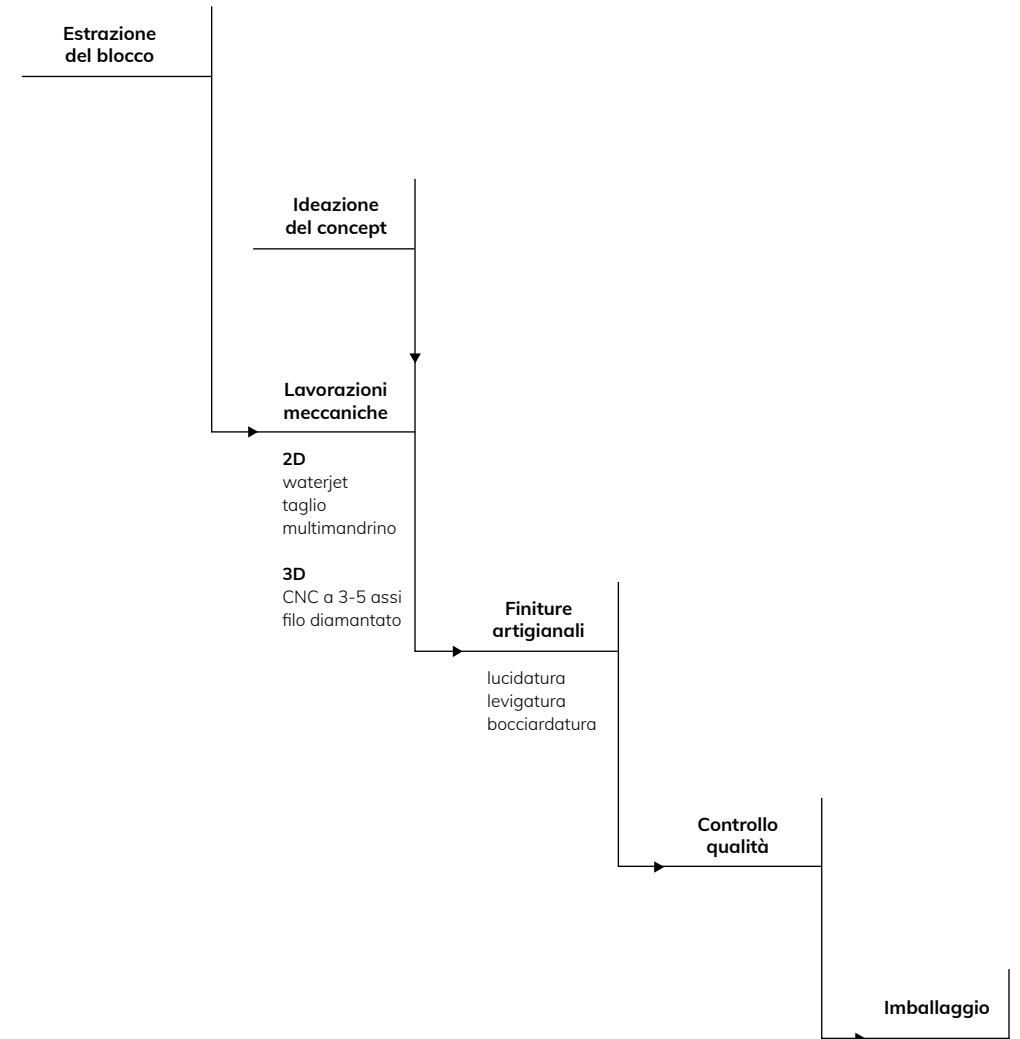 Estrazione
del blocco
Ideazione
del concept
Lavorazioni
meccaniche
2D
waterjet
taglio
multimandrino
3D
CNC a 3-5 assi
filo diamantato
Finiture
artigianali
lucidatura
levigatura
bocciardatura
Controllo
qualità
Imballaggio